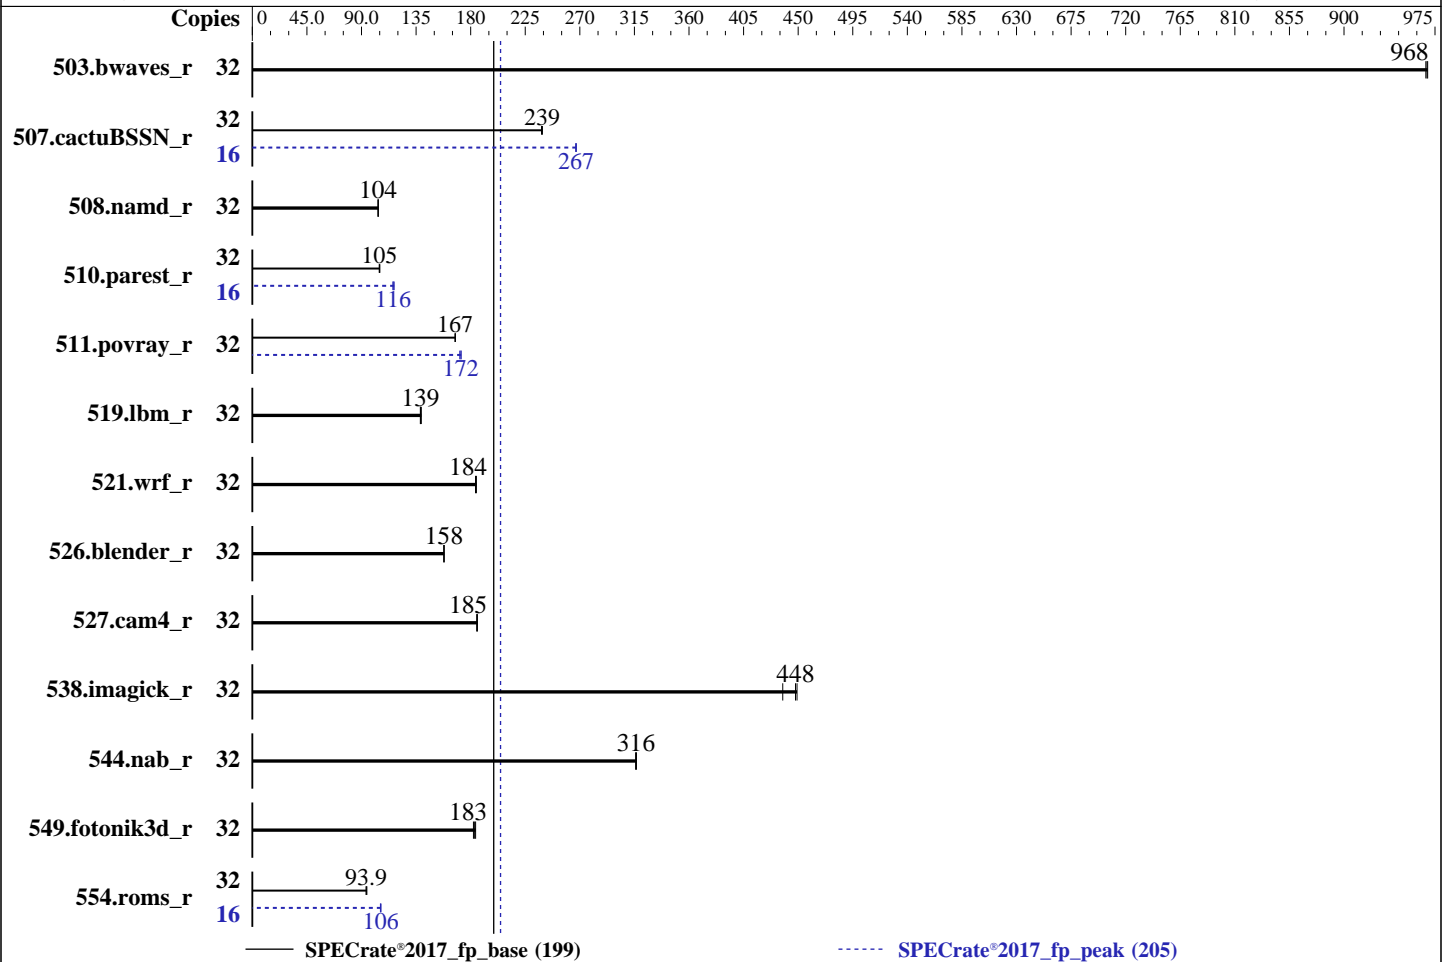 Copies 0 45.0 90.0 135 180 225 270 315 360 405 450 495 540 585 630 675 720 765 810 855 900 975
503.bwaves_r 32 968
507.cactuBSSN_r 32 239
16 267
508.namd_r 32 104
510.parest_r 32 105
16 116
511.povray_r 32 167
172
519.lbm_r 32 139
521.wrf_r 32 184
526.blender_r 32 158
527.cam4_r 32 185
538.imagick_r 32 448
544.nab_r 32 316
549.fotonik3d_r 32 183
554.roms_r 32 93.9
16 106
SPECrate®2017_fp_base (199) SPECrate®2017_fp_peak (205)